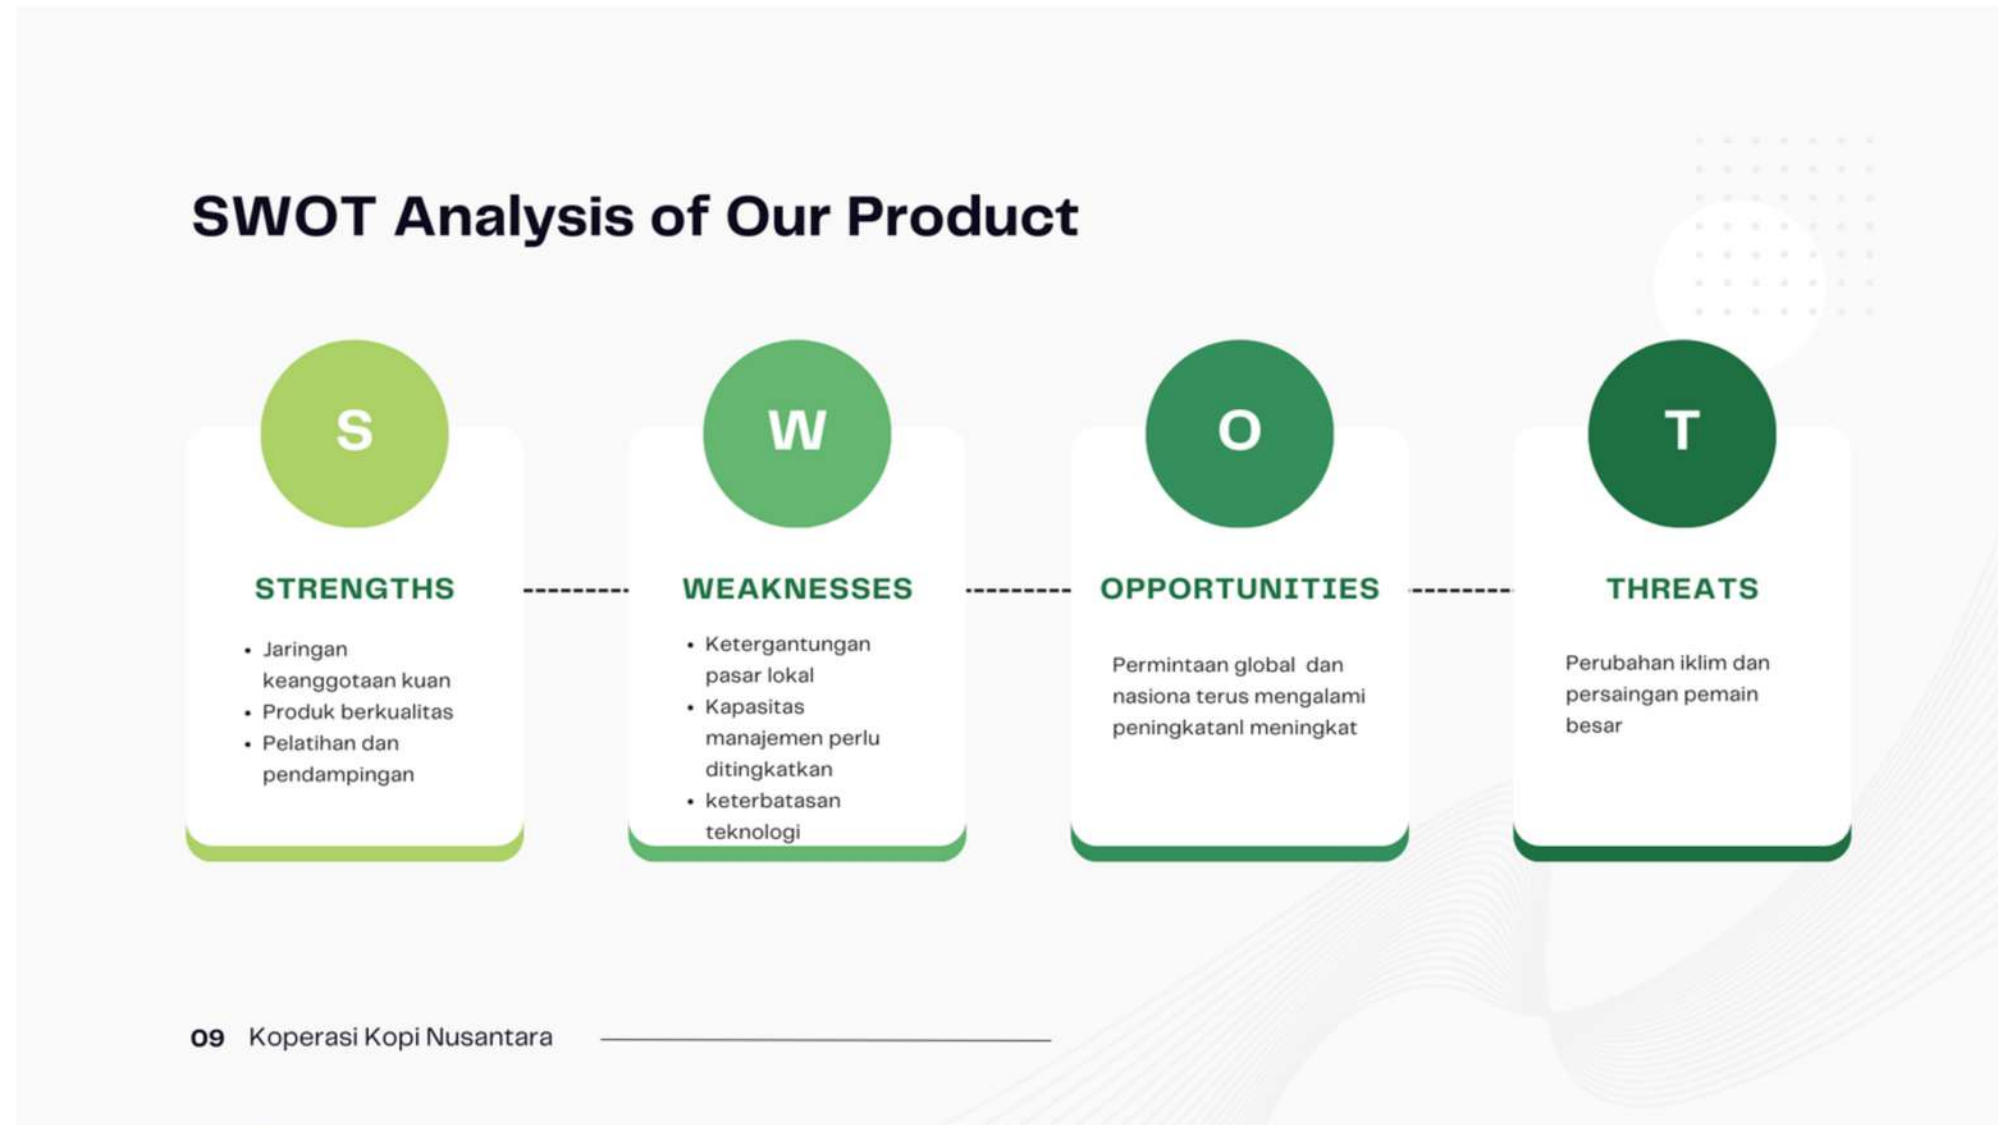 SWOT Analysis of Our Product
S
STRENGTHS
• Jaringan
keanggotaan kuan
• Produk berkualitas
• Pelatihan dan
pendampingan
W
WEAKNESSES
• Ketergantungan
pasar lokal
• Kapasitas
manajemen perlu
ditingkatkan
• keterbatasan
teknologi
O
OPPORTUNITIES
Permintaan global  dan
nasiona terus mengalami
peningkatanl meningkat
T
THREATS
Perubahan iklim dan
persaingan pemain
besar
09 Koperasi Kopi Nusantara